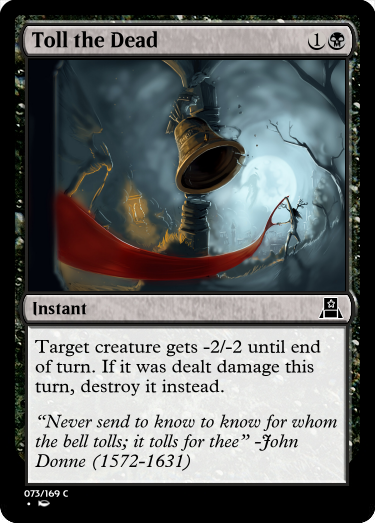 Toll the Dead 1
Instant
Target creature gets -2/-2 until end
of turn. If it was dealt damage this
turn, destroy it instead.
“Never send to know to know for whom
the bell tolls; it tolls for thee” -John
Donne (1572-1631)
073/169 C